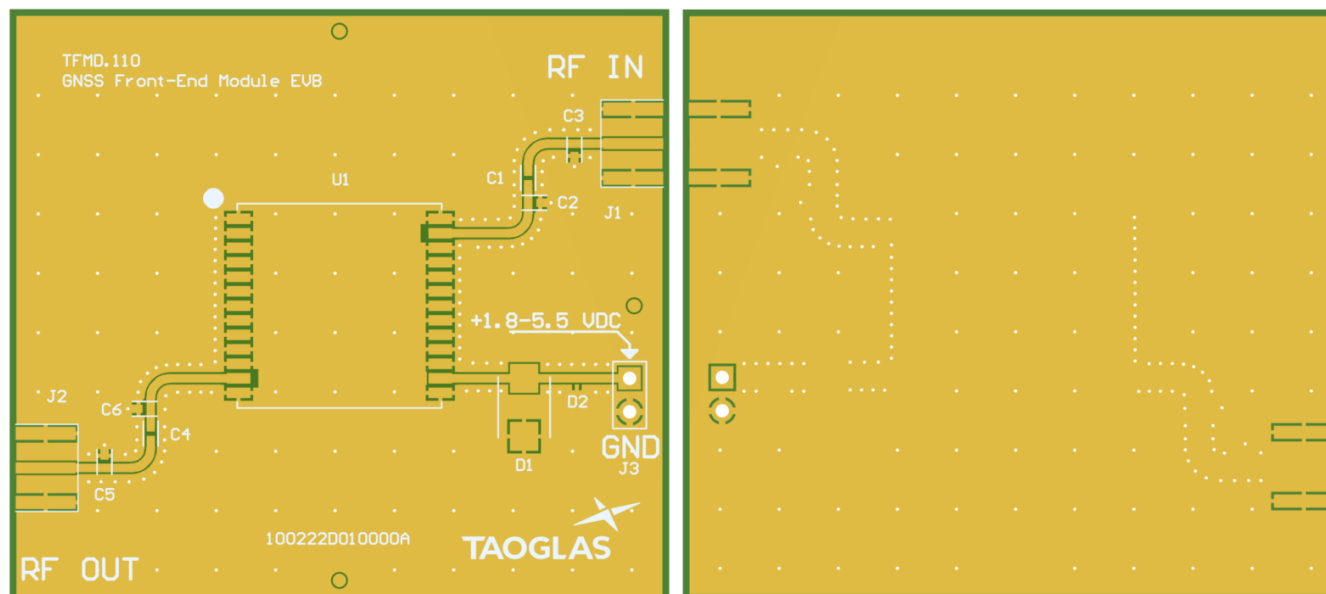 TFMD.110
GNSS Front-End Module EVB
RF IN
C3
U1
C1
C2
J1
+1.8-5.5 VDC
J2
C6
C4
D2
GND
D1
J3
C5
100222D010000A
TAOGLAS
RF OUT